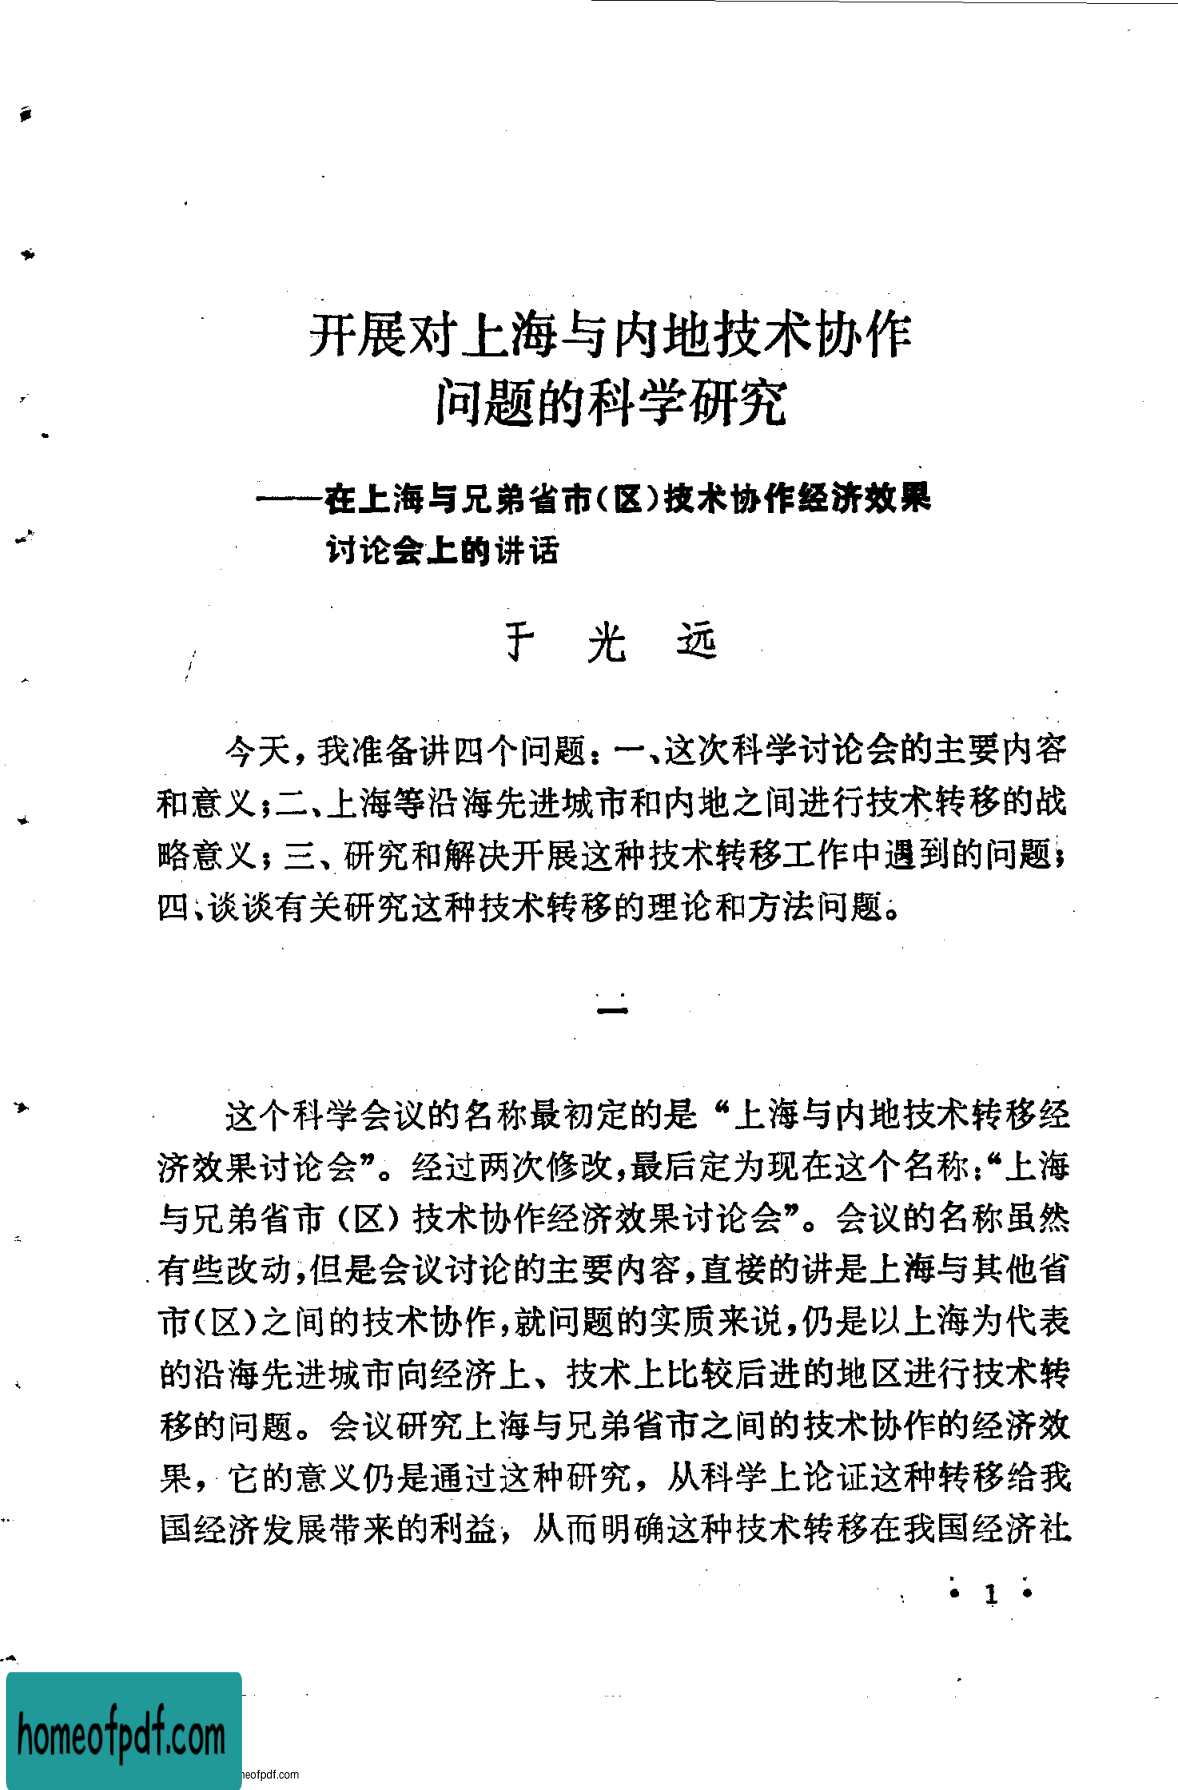 开展对上海与内地技术协作
问题的科学研究
——在上海与兄弟省市(区)技术协作经济效果
讨论会上的讲话
于 光 远
今天，我准备讲四个问题：一、这次科学讨论会的主要内容
和意义；二、上海等沿海先进城市和内地之间进行技术转移的战
略意义；三、研究和解决开展这种技术转移工作中遇到的问题；
四、谈谈有关研究这种技术转移的理论和方法问题。
一
这个科学会议的名称最初定的是“上海与内地技术转移经
济效果讨论会”。经过两次修改，最后定为现在这个名称：“上海
与兄弟省市（区）技术协作经济效果讨论会”。会议的名称虽然
有些改动，但是会议讨论的主要内容，直接的讲是上海与其他省
市(区)之间的技术协作，就问题的实质来说，仍是以上海为代表
的沿海先进城市向经济上、技术上比较后进的地区进行技术转
移的问题。会议研究上海与兄弟省市之间的技术协作的经济效
果，它的意义仍是通过这种研究，从科学上论证这种转移给我
国经济发展带来的利益，从而明确这种技术转移在我国经济社
• 1 •
homeofpdf.com
eofpdf.com